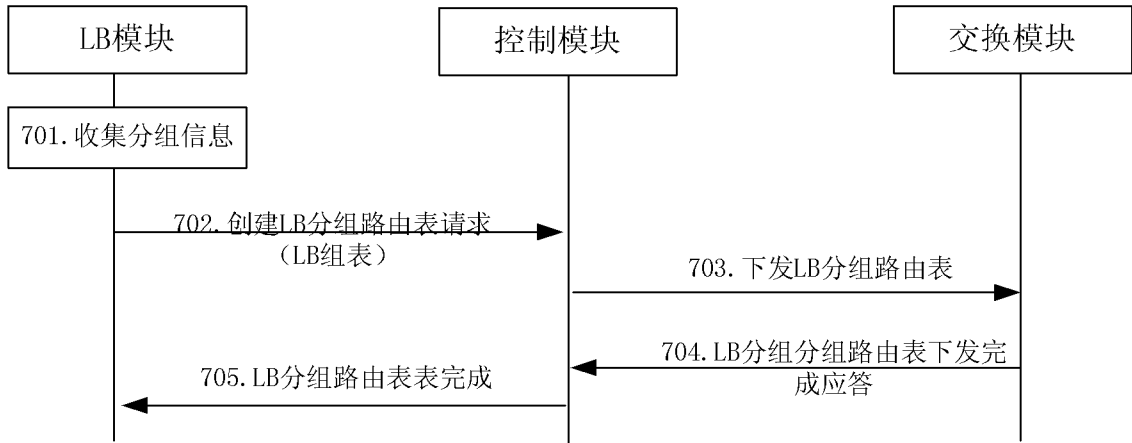 LB模块
控制模块
交换模块
701.收集分组信息
702.创建LB分组路由表请求
（LB组表）
703.下发LB分组路由表
704.LB分组分组路由表下发完
成应答
705.LB分组路由表表完成